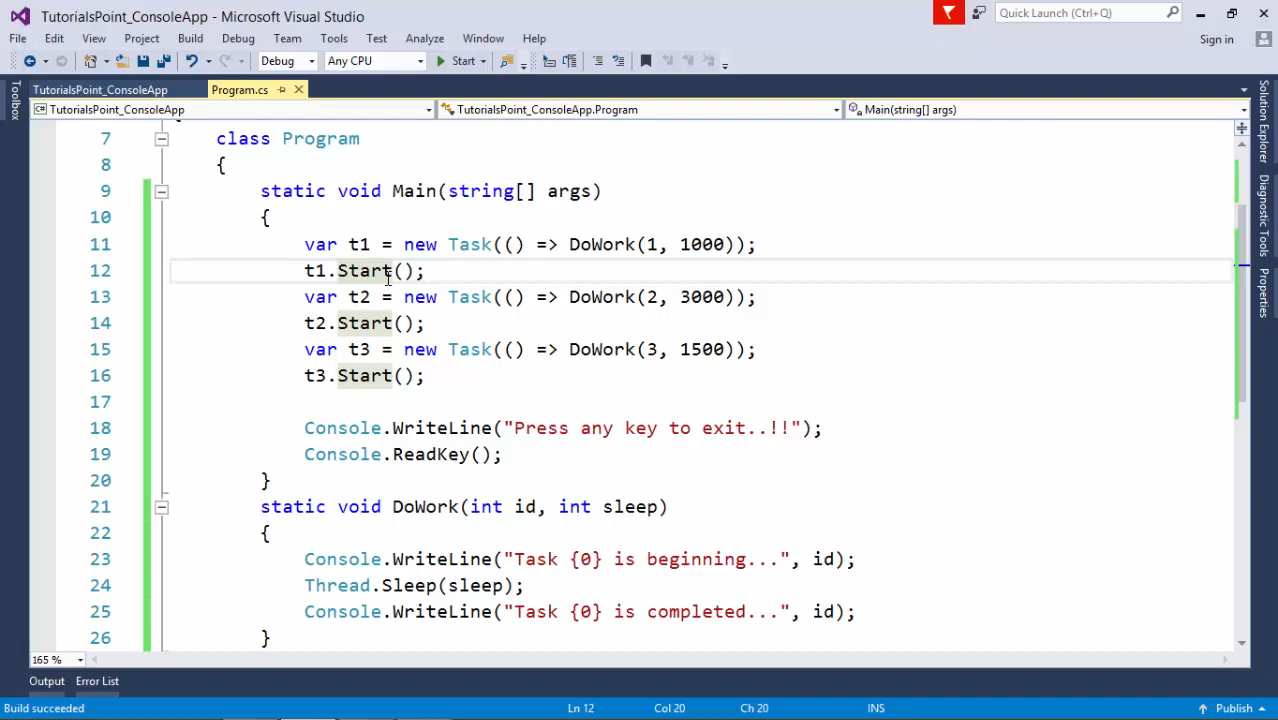 TutorialsPoint_ConsoleApp - Microsoft Visual Studio
Quick Launch (Ctrl+Q)
File Edit View Project Build Debug Team Tools Test Analyze Window Help
Sign in
Debug Any CPU Start
TutorialsPoint_ConsoleApp Program.cs
TutorialsPoint_ConsoleApp TutorialsPoint_ConsoleApp.Program Main(string[] args)
Toolbox
Solution Explorer
Diagnostic Tools
Properties
7 class Program
8 {
9 static void Main(string[] args)
10 {
11 var t1 = new Task(() => DoWork(1, 1000));
12 t1.Start();
13 var t2 = new Task(() => DoWork(2, 3000));
14 t2.Start();
15 var t3 = new Task(() => DoWork(3, 1500));
16 t3.Start();
17
18 Console.WriteLine("Press any key to exit..!!");
19 Console.ReadKey();
20 }
21 static void DoWork(int id, int sleep)
22 {
23 Console.WriteLine("Task {0} is beginning...", id);
24 Thread.Sleep(sleep);
25 Console.WriteLine("Task {0} is completed...", id);
26 }
165 %
Output Error List
Build succeeded Ln 12 Col 20 Ch 20 INS Publish